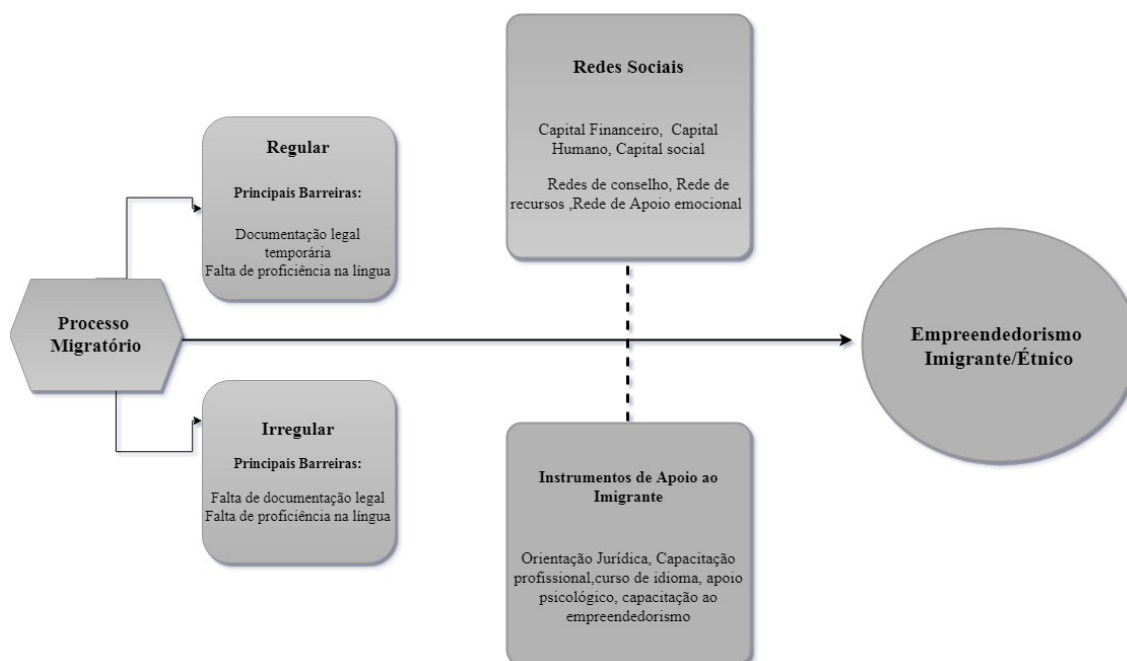 Processo
Migratório
Regular
Principais Barreiras:
Documentação legal
temporária
Falta de proficiência na língua
Irregular
Principais Barreiras:
Falta de documentação legal
Falta de proficiência na língua
Redes Sociais
Capital Financeiro, Capital
Humano, Capital social
Redes de conselho, Rede de
recursos ,Rede de Apoio emocional
Instrumentos de Apoio ao
Imigrante
Orientação Jurídica, Capacitação
profissional,curso de idioma, apoio
psicológico, capacitação ao
empreendedorismo
Empreendedorismo
Imigrante/Étnico